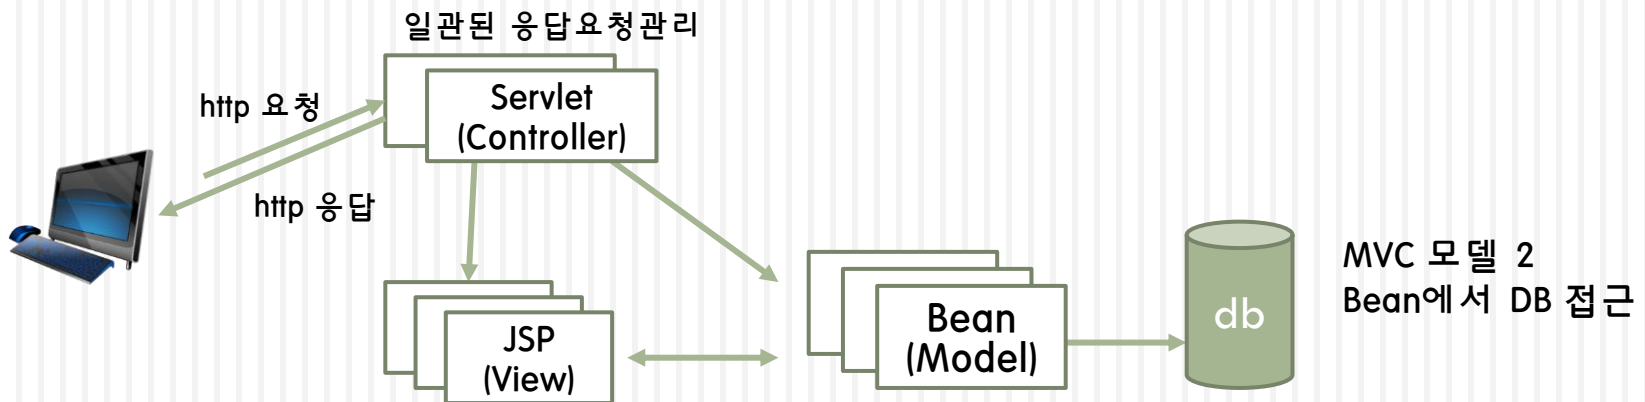 일관된 응답요청관리
http 요청
Servlet
(Controller)
http 응답
JSP
(View)
Bean
(Model)
db
MVC 모델 2
Bean에서 DB 접근